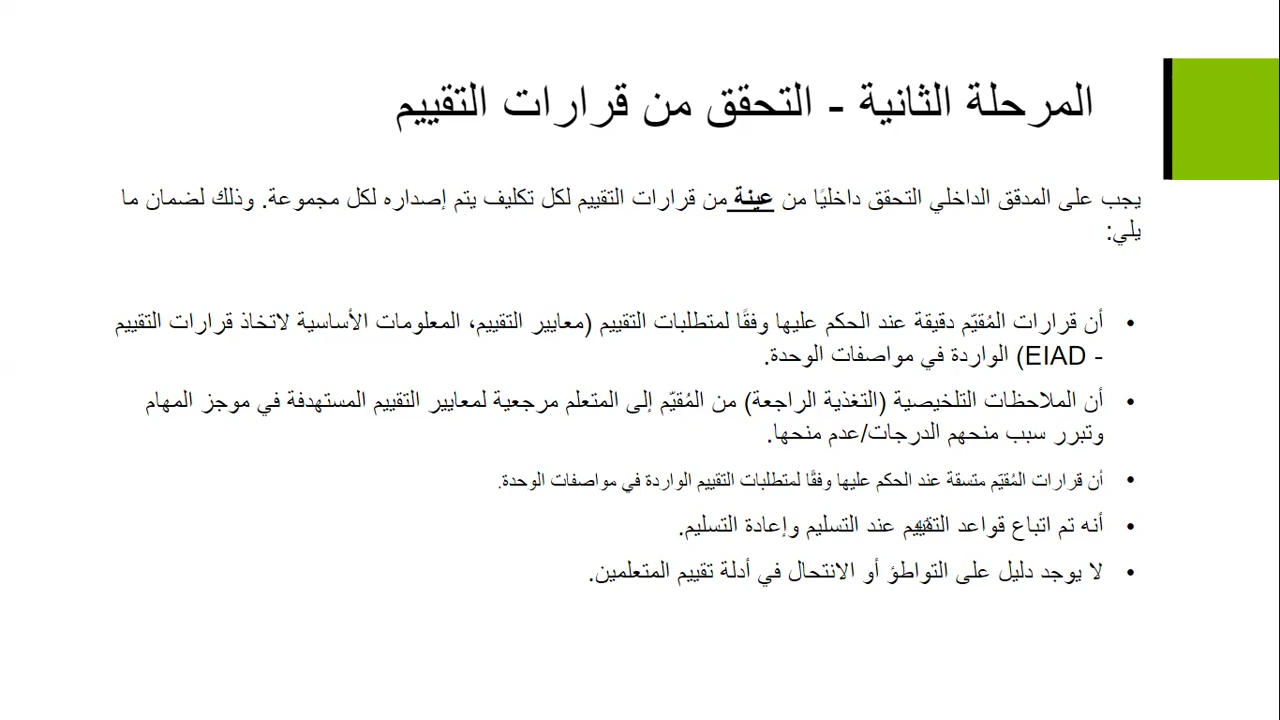 المرحلة الثانية - التحقق من قرارات التقييم
يجب على المدقق الداخلي التحقق داخليًا من عينة من قرارات التقييم لكل تكليف يتم إصداره لكل مجموعة. وذلك لضمان ما
يلي:
• أن قرارات المُقيّم دقيقة عند الحكم عليها وفقًا لمتطلبات التقييم (معايير التقييم، المعلومات الأساسية لاتخاذ قرارات التقييم
- EIAD) الواردة في مواصفات الوحدة.
• أن الملاحظات التلخيصية (التغذية الراجعة) من المُقيّم إلى المتعلم مرجعية لمعايير التقييم المستهدفة في موجز المهام
وتبرر سبب منحهم الدرجات/عدم منحها.
• أن قرارات المُقيّم متسقة عند الحكم عليها وفقًا لمتطلبات التقييم الواردة في مواصفات الوحدة.
• أنه تم اتباع قواعد التقييم عند التسليم وإعادة التسليم.
• لا يوجد دليل على التواطؤ أو الانتحال في أدلة تقييم المتعلمين.